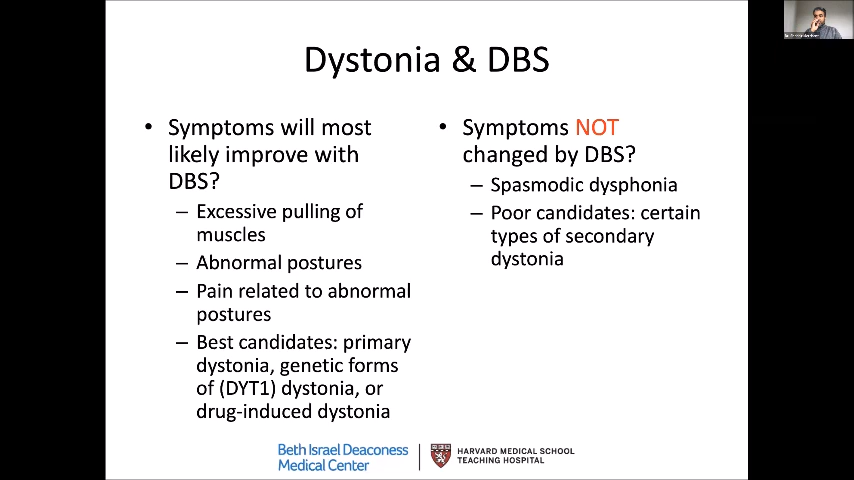 Dystonia & DBS
• Symptoms will most
likely improve with
DBS?
– Excessive pulling of
muscles
– Abnormal postures
– Pain related to abnormal
postures
– Best candidates: primary
dystonia, genetic forms
of (DYT1) dystonia, or
drug-induced dystonia
• Symptoms NOT
changed by DBS?
– Spasmodic dysphonia
– Poor candidates: certain
types of secondary
dystonia
Beth Israel Deaconess
Medical Center
HARVARD MEDICAL SCHOOL
TEACHING HOSPITAL